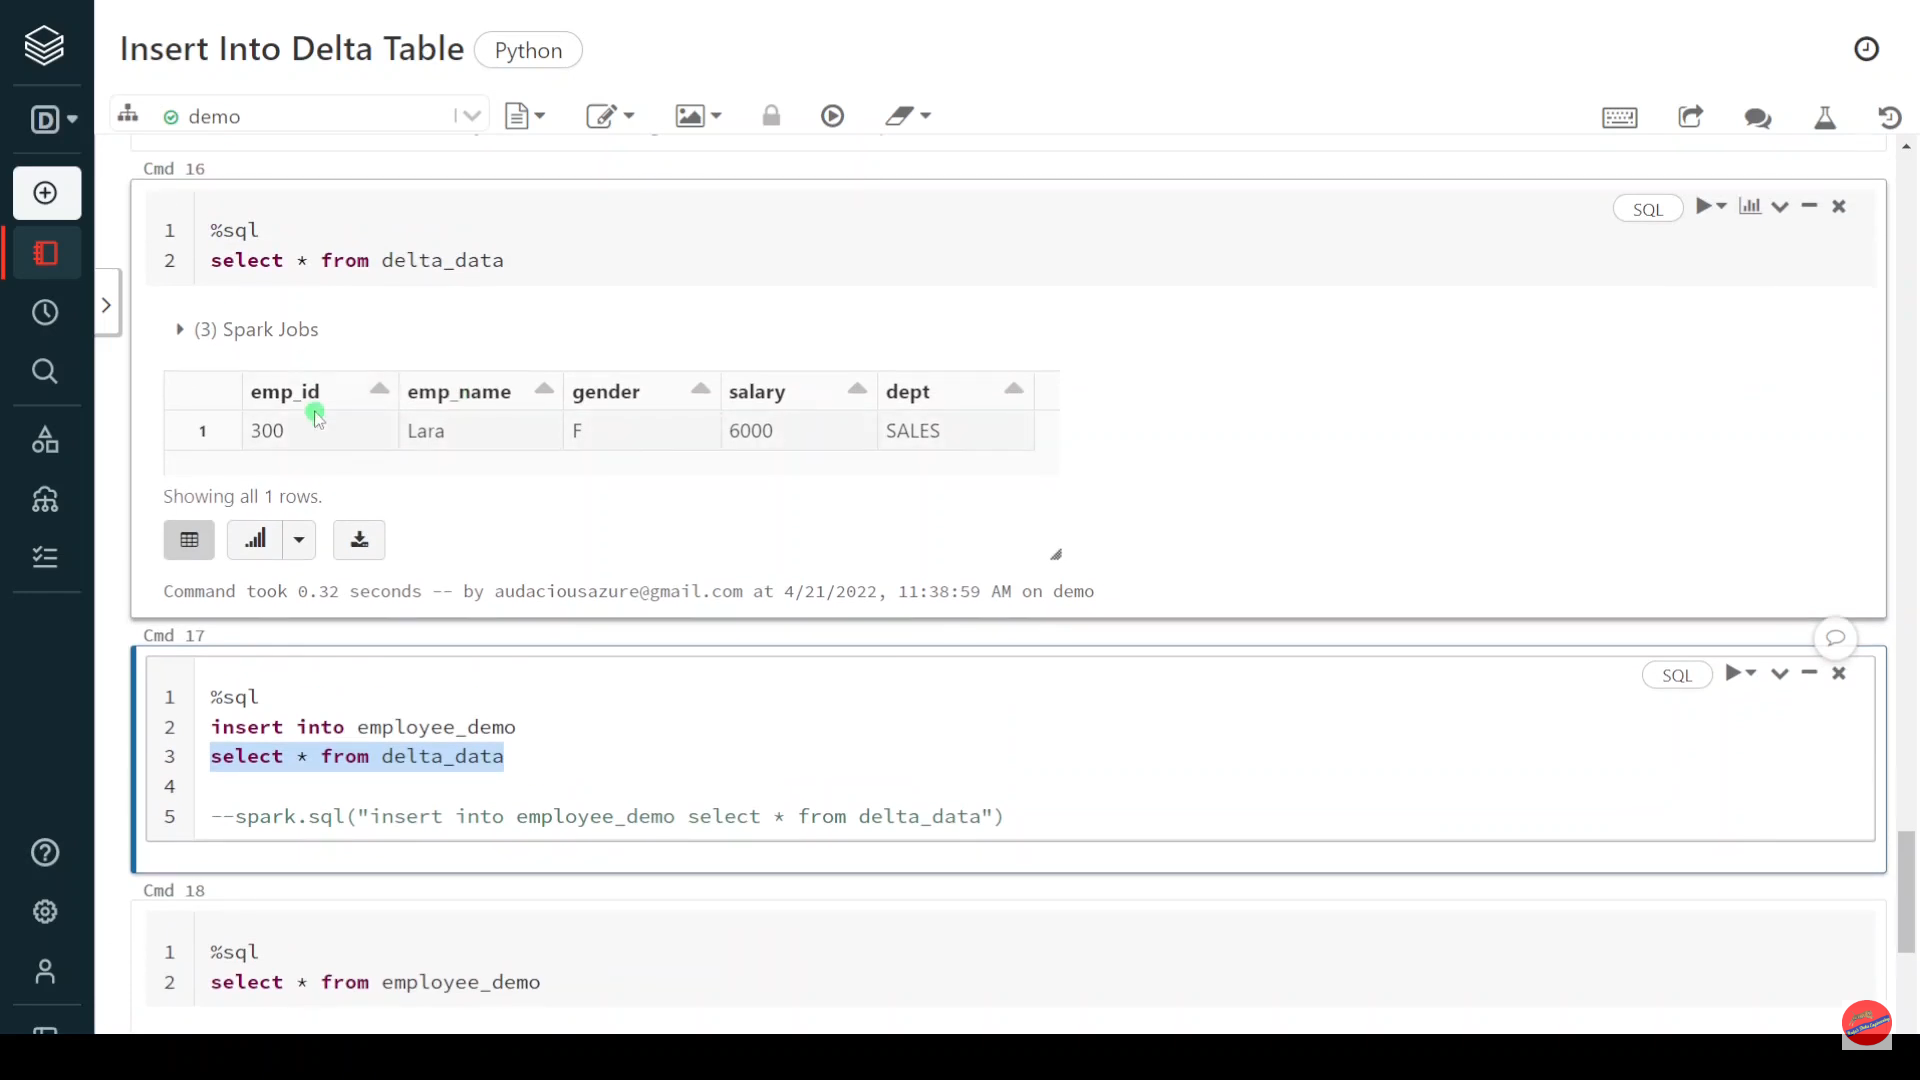 Insert Into Delta Table Python
demo
Cmd 16
SQL
1 %sql
2 select * from delta_data
(3) Spark Jobs
emp_id emp_name gender salary dept
1 300 Lara F 6000 SALES
Showing all 1 rows.
Command took 0.32 seconds -- by audaciousazure@gmail.com at 4/21/2022, 11:38:59 AM on demo
Cmd 17
SQL
1 %sql
2 insert into employee_demo
3 select * from delta_data
4
5 --spark.sql("insert into employee_demo select * from delta_data")
Cmd 18
1 %sql
2 select * from employee_demo